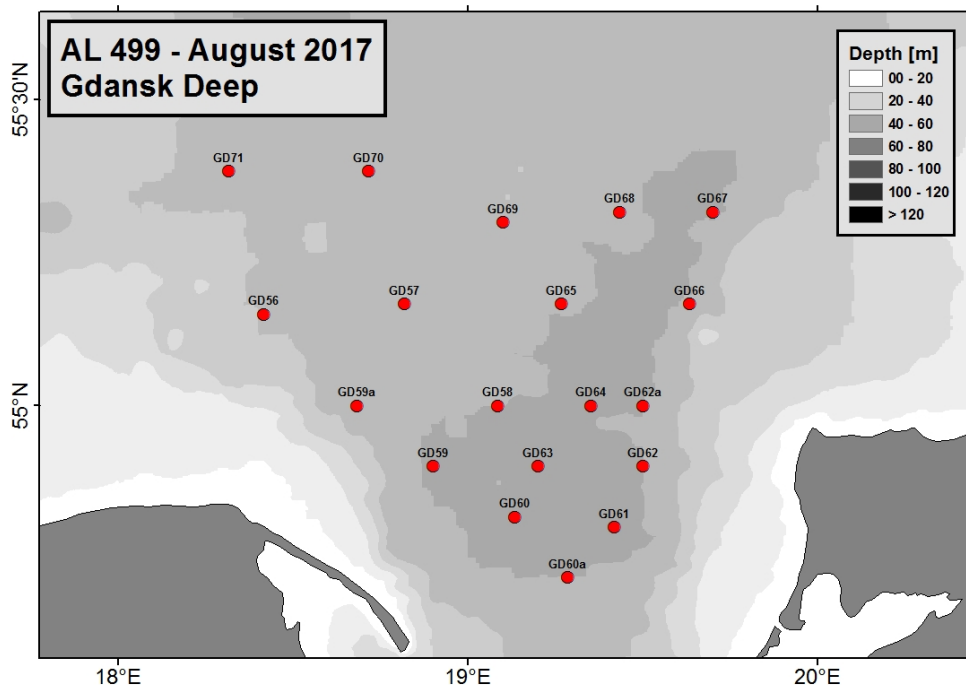 AL 499 - August 2017
Gdansk Deep
Depth [m]
00 - 20
20 - 40
40 - 60
60 - 80
80 - 100
100 - 120
> 120
55°30'N
55°N
GD71
GD70
GD69
GD68
GD67
GD56
GD57
GD65
GD66
GD59a
GD58
GD64
GD62a
GD59
GD63
GD62
GD60
GD61
GD60a
18°E
19°E
20°E